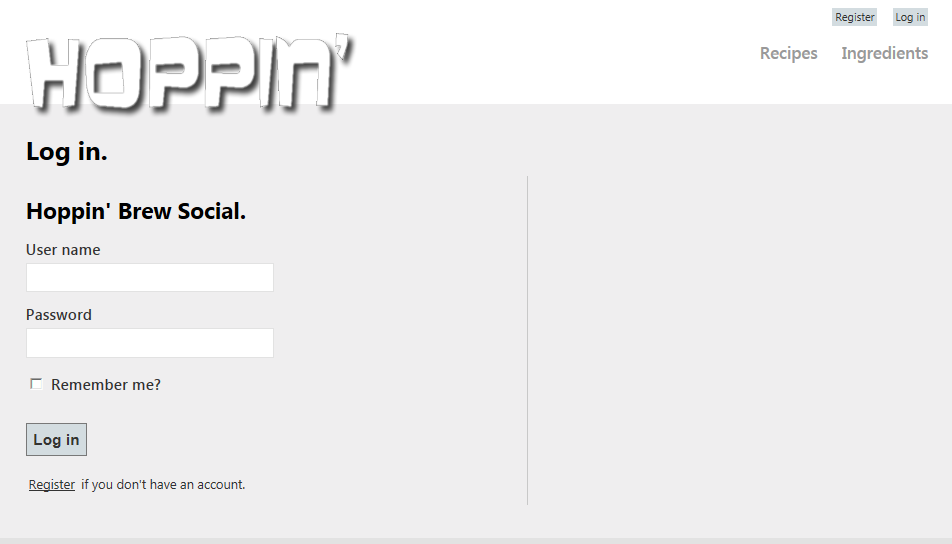 Register Log in
HOPPIN'
Recipes Ingredients
Log in.
Hoppin' Brew Social.
User name
Password
Remember me?
Log in
Register if you don't have an account.